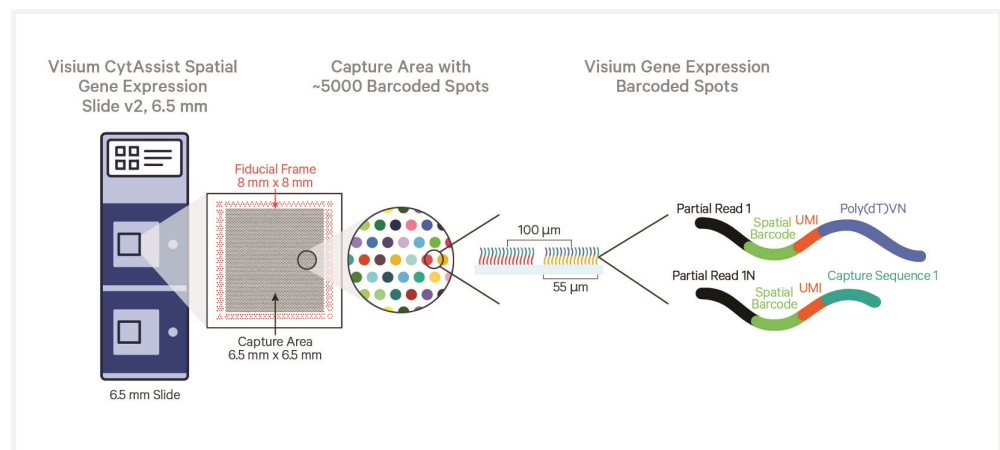 Visium CytAssist Spatial
Gene Expression
Slide v2, 6.5 mm
Capture Area with
~5000 Barcoded Spots
Visium Gene Expression
Barcoded Spots
Fiducial Frame
8 mm x 8 mm
Capture Area
6.5 mm x 6.5 mm
6.5 mm Slide
100 µm
55 µm
Partial Read 1
Spatial
Barcode
UMI
Poly(dT)VN
Partial Read 1N
Spatial
Barcode
UMI
Capture Sequence 1